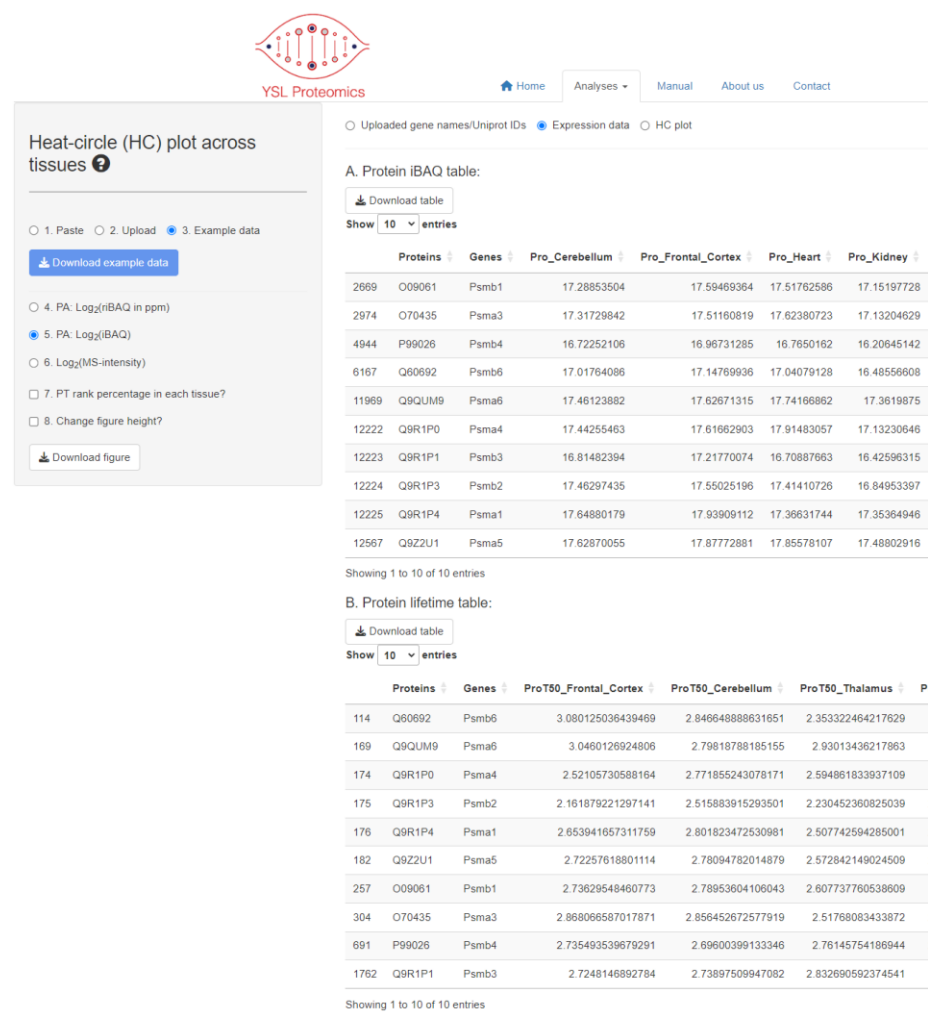 YSL Proteomics
Home Analyses Manual About us Contact
Heat-circle (HC) plot across
tissues ?
1. Paste 2. Upload 3. Example data
Download example data
4. PA: Log2(riBAQ in ppm)
5. PA: Log2(iBAQ)
6. Log2(MS-intensity)
7. PT rank percentage in each tissue?
8. Change figure height?
Download figure
Uploaded gene names/Uniprot IDs Expression data HC plot
A. Protein iBAQ table:
Download table
Show 10 entries
Proteins Genes Pro_Cerebellum Pro_Frontal_Cortex Pro_Heart Pro_Kidney
2669 O09061 Psmb1 17.28853504 17.59469364 17.51762586 17.15197728
2974 O70435 Psma3 17.31729842 17.51160819 17.62380723 17.13204629
4944 P99026 Psmb4 16.72252106 16.96731285 16.7650162 16.20645142
6167 Q60692 Psmb6 17.01764086 17.14769936 17.04079128 16.48556608
11969 Q9QUM9 Psma6 17.46123882 17.62671315 17.74166862 17.3619875
12222 Q9R1P0 Psma4 17.44255463 17.61662903 17.91483057 17.13230646
12223 Q9R1P1 Psmb3 16.81482394 17.21770074 16.70887663 16.42596315
12224 Q9R1P3 Psmb2 17.46297435 17.55025196 17.41410726 16.84953397
12225 Q9R1P4 Psma1 17.64880179 17.93909112 17.36631744 17.35364946
12567 Q9Z2U1 Psma5 17.62870055 17.87772881 17.85578107 17.48802916
Showing 1 to 10 of 10 entries
B. Protein lifetime table:
Download table
Show 10 entries
Proteins Genes ProT50_Frontal_Cortex ProT50_Cerebellum ProT50_Thalamus P
114 Q60692 Psmb6 3.080125036439469 2.846648888631651 2.353322464217629
169 Q9QUM9 Psma6 3.0460126924806 2.79818788185155 2.93013436217863
174 Q9R1P0 Psma4 2.52105730588164 2.771855243078171 2.594861833937109
175 Q9R1P3 Psmb2 2.161879221297141 2.515883915293501 2.230452360825039
176 Q9R1P4 Psma1 2.653941657311759 2.801823472530981 2.507742594285001
182 Q9Z2U1 Psma5 2.72257618801114 2.78094782014879 2.572842149024509
257 O09061 Psmb1 2.73629548460773 2.78953604106043 2.607737760538609
304 O70435 Psma3 2.868066587017871 2.856452672577919 2.51768083433872
691 P99026 Psmb4 2.735493539679291 2.69600399133346 2.76145754186944
1762 Q9R1P1 Psmb3 2.7248146892784 2.73897509947082 2.832690592374541
Showing 1 to 10 of 10 entries